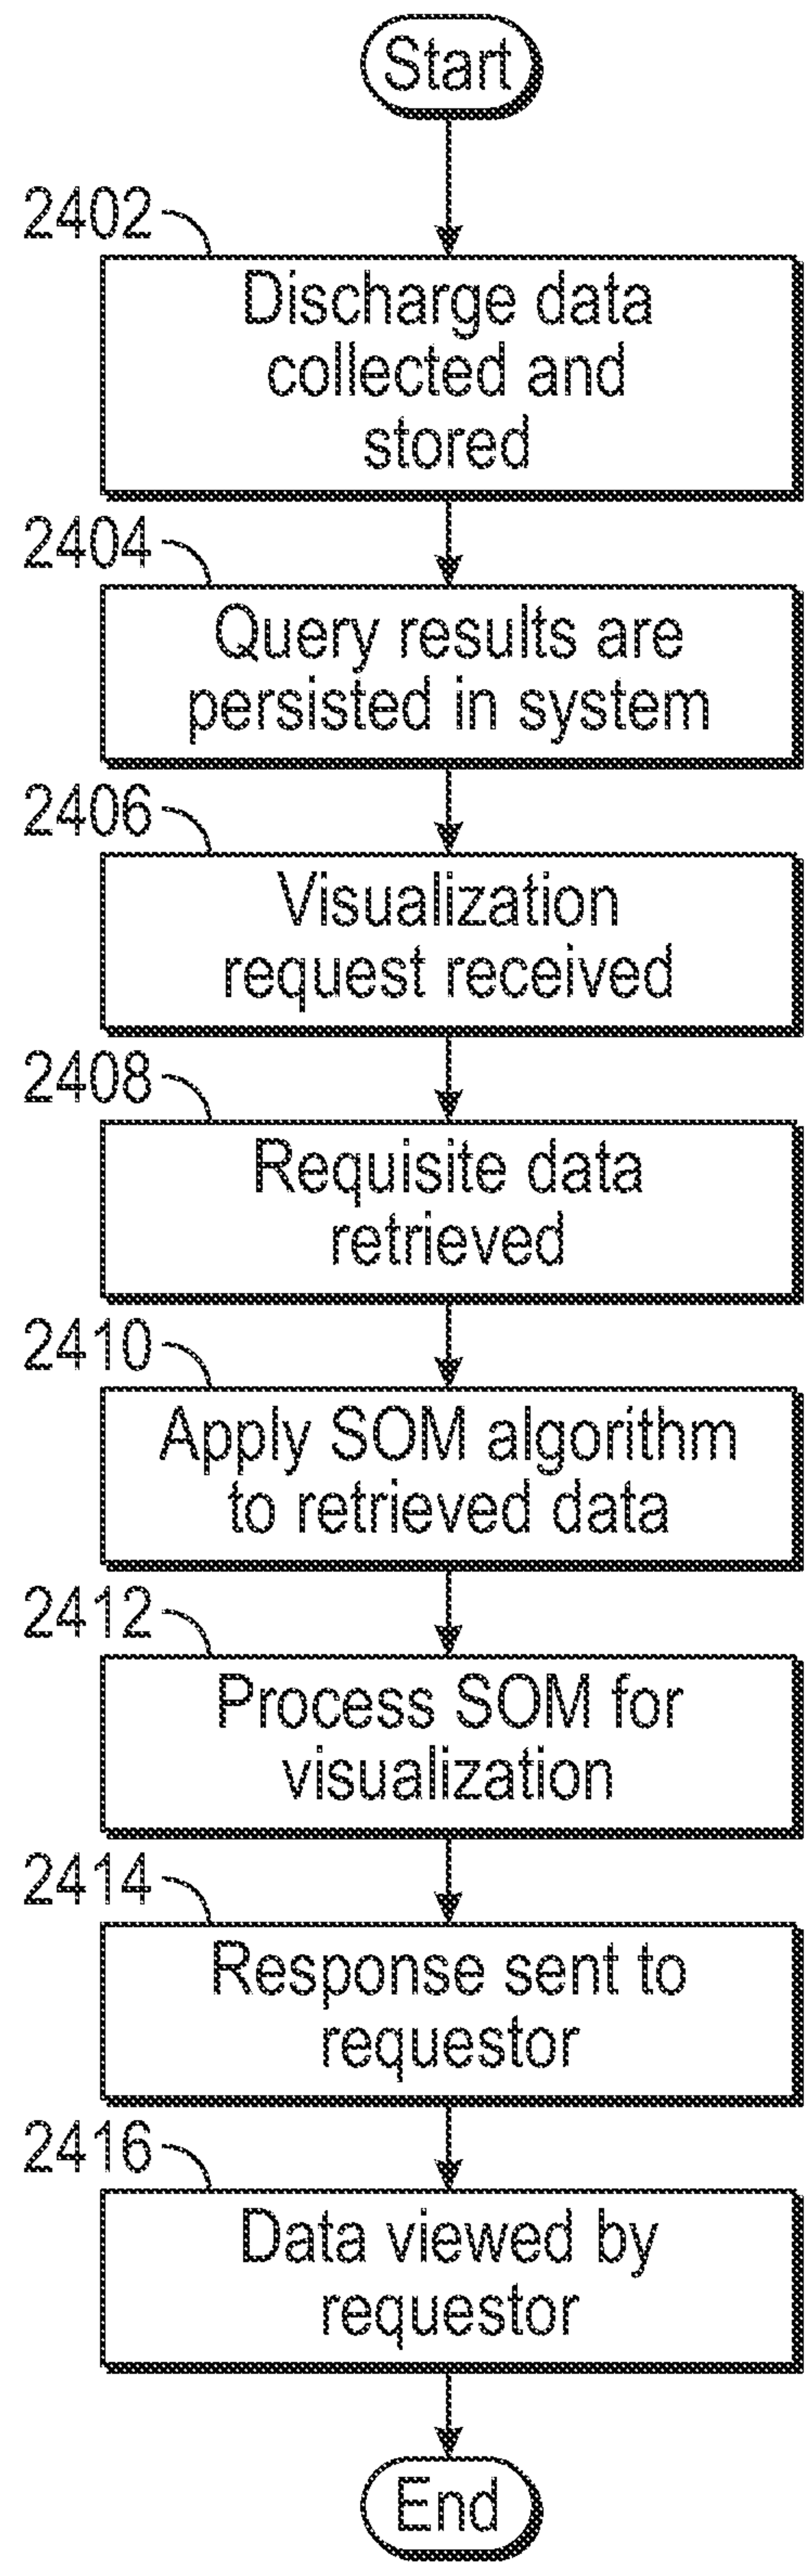 Start
2402
Discharge data
collected and
stored
2404
Query results are
persisted in system
2406
Visualization
request received
2408
Requisite data
retrieved
2410
Apply SOM algorithm
to retrieved data
2412
Process SOM for
visualization
2414
Response sent to
requestor
2416
Data viewed by
requestor
End